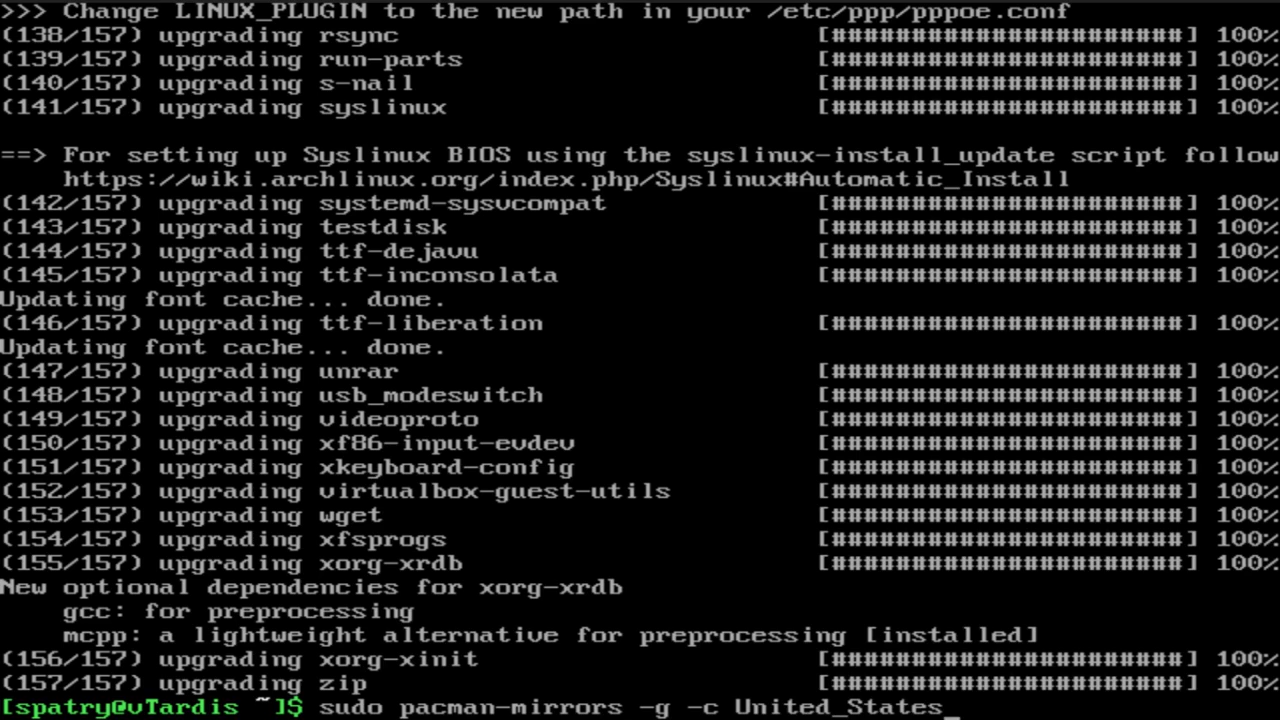 >>> Change LINUX_PLUGIN to the new path in your /etc/ppp/pppoe.conf
(138/157) upgrading rsync [######################] 100%
(139/157) upgrading run-parts [######################] 100%
(140/157) upgrading s-nail [######################] 100%
(141/157) upgrading syslinux [######################] 100%
==> For setting up Syslinux BIOS using the syslinux-install_update script follow
https://wiki.archlinux.org/index.php/Syslinux#Automatic_Install
(142/157) upgrading systemd-sysvcompat [######################] 100%
(143/157) upgrading testdisk [######################] 100%
(144/157) upgrading ttf-dejavu [######################] 100%
(145/157) upgrading ttf-inconsolata [######################] 100%
Updating font cache... done.
(146/157) upgrading ttf-liberation [######################] 100%
Updating font cache... done.
(147/157) upgrading unrar [######################] 100%
(148/157) upgrading usb_modeswitch [######################] 100%
(149/157) upgrading videoproto [######################] 100%
(150/157) upgrading xf86-input-evdev [######################] 100%
(151/157) upgrading xkeyboard-config [######################] 100%
(152/157) upgrading virtualbox-guest-utils [######################] 100%
(153/157) upgrading wget [######################] 100%
(154/157) upgrading xfsprogs [######################] 100%
(155/157) upgrading xorg-xrdb [######################] 100%
New optional dependencies for xorg-xrdb
gcc: for preprocessing
mcpp: a lightweight alternative for preprocessing [installed]
(156/157) upgrading xorg-xinit [######################] 100%
(157/157) upgrading zip [######################] 100%
[spatry@vTardis ~]$ sudo pacman-mirrors -g -c United_States_